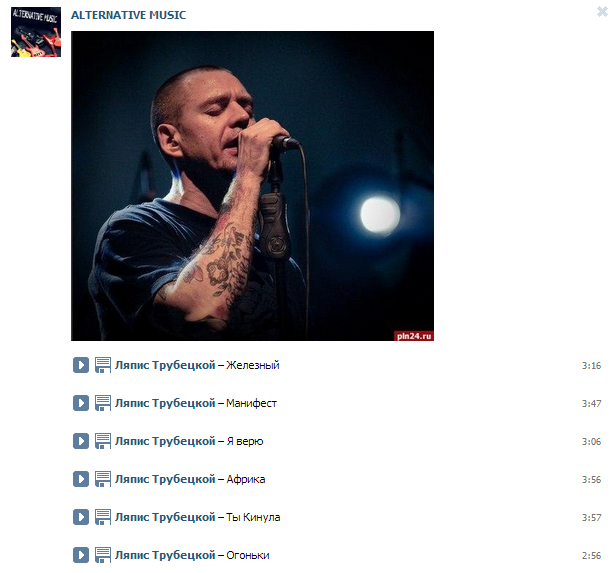 ALTERNATIVE MUSIC
ALTERNATIVE MUSIC
pln24.ru
Ляпис Трубецкой – Железный 3:16
Ляпис Трубецкой – Манифест 3:47
Ляпис Трубецкой – Я верю 3:06
Ляпис Трубецкой – Африка 3:56
Ляпис Трубецкой – Ты Кинула 3:57
Ляпис Трубецкой – Огоньки 2:56